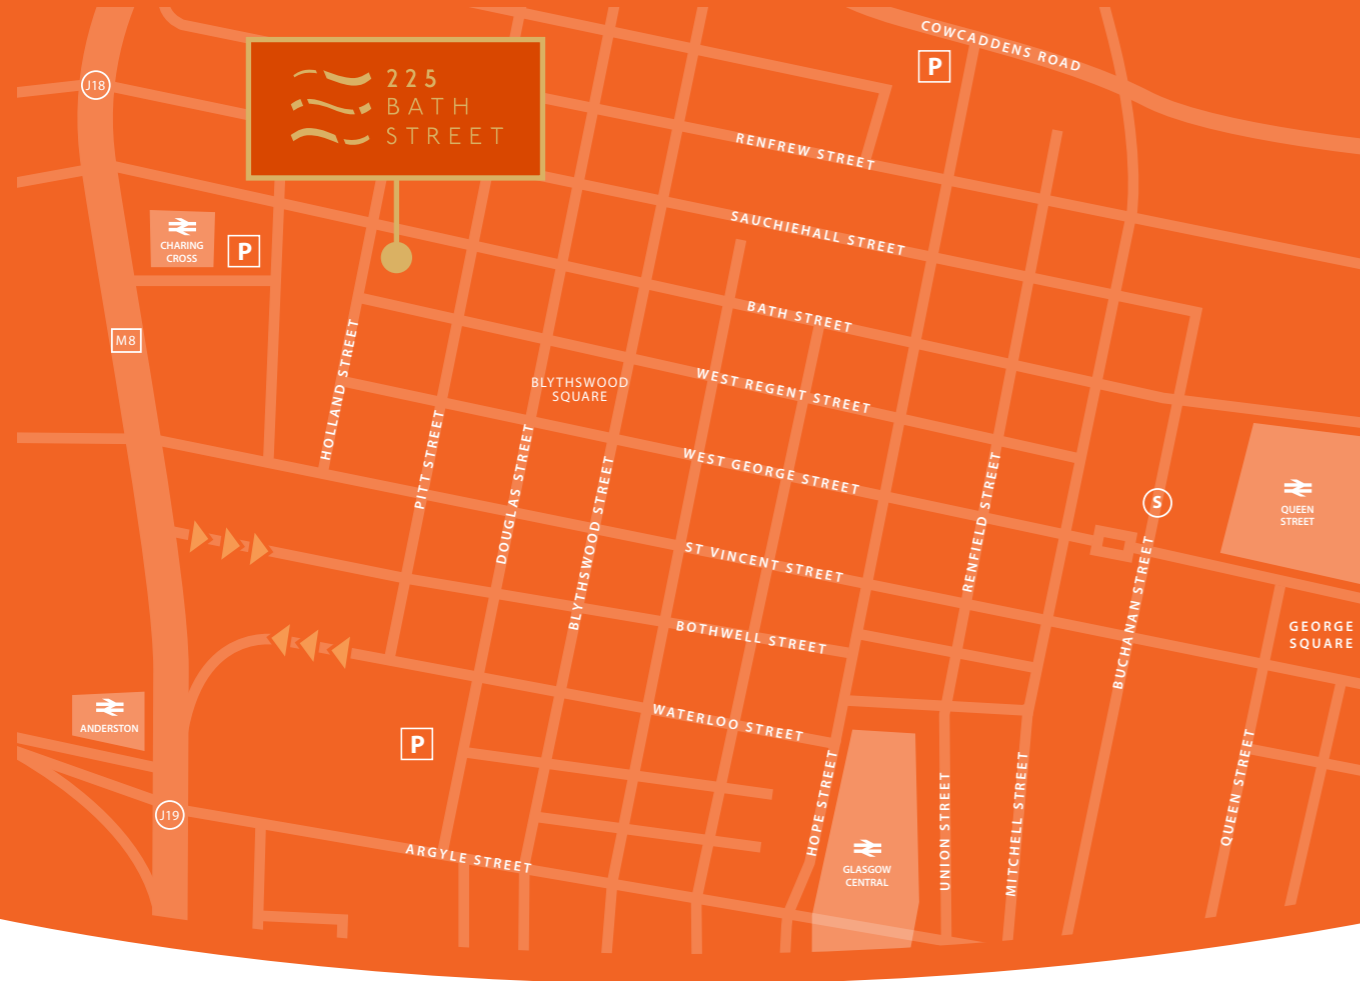 COWCADDENS ROAD
P
J18
225
BATH
STREET
RENFREW STREET
SAUCHIEHALL STREET
CHARING
CROSS
P
BATH STREET
M8
HOLLAND STREET
BLYTHSWOOD
SQUARE
WEST REGENT STREET
PITT STREET
DOUGLAS STREET
BLYTHSWOOD STREET
WEST GEORGE STREET
RENFIELD STREET
S
QUEEN
STREET
ST VINCENT STREET
BUCHANAN STREET
BOTHWELL STREET
GEORGE
SQUARE
ANDERSTON
WATERLOO STREET
P
HOPE STREET
UNION STREET
MITCHELL STREET
QUEEN STREET
J19
ARGYLE STREET
GLASGOW
CENTRAL